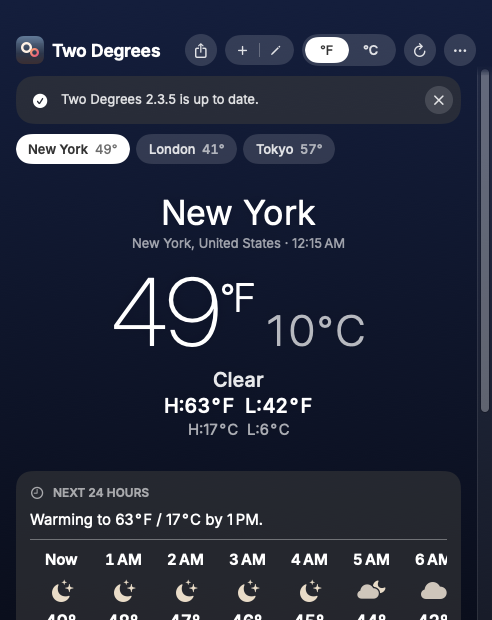 Two Degrees
°F
°C
Two Degrees 2.3.5 is up to date.
New York 49°
London 41°
Tokyo 57°
New York
New York, United States · 12:15 AM
49°F 10°C
Clear
H:63°F L:42°F
H:17°C L:6°C
NEXT 24 HOURS
Warming to 63°F / 17°C by 1 PM.
Now 1 AM 2 AM 3 AM 4 AM 5 AM 6 AM